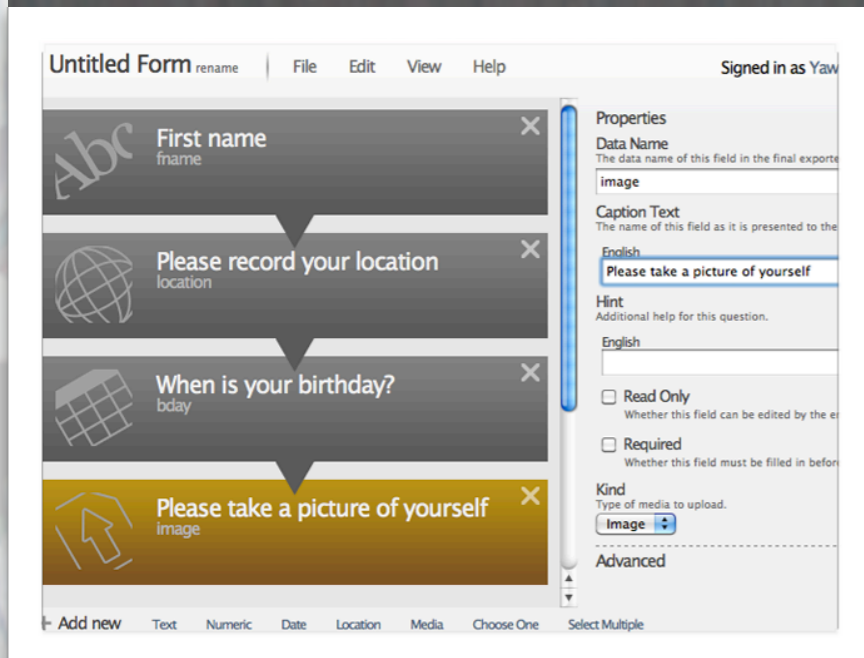 Untitled Form rename File Edit View Help Signed in as Yaw
Abc
First name
fname
Please record your location
location
When is your birthday?
bday
Please take a picture of yourself
image
Properties
Data Name
The data name of this field in the final exporte
image
Caption Text
The name of this field as it is presented to the
English
Please take a picture of yourself
Hint
Additional help for this question.
English
Read Only
Whether this field can be edited by the
Required
Whether this field must be filled in befor
Kind
Type of media to upload.
Image
Advanced
+ Add new Text Numeric Date Location Media Choose One Select Multiple